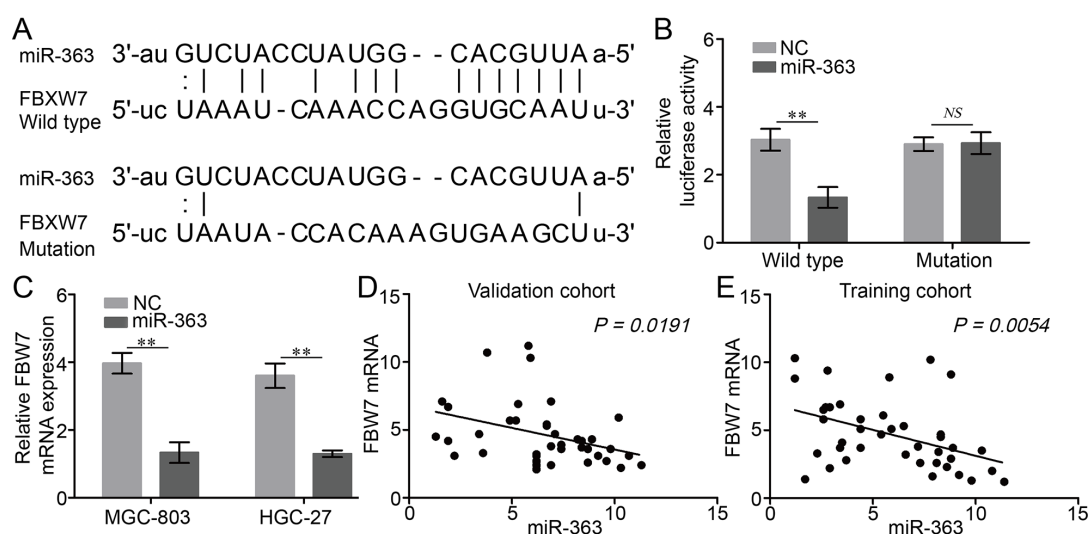 A
miR-363 3'-au GUCUACCUAUGG--CACGUUA a-5'
FBXW7
Wild type 5'-uc UAAAU-CAAACCAGGUGCAAU u-3'
miR-363 3'-au GUCUACCUAUGG--CACGUUA a-5'
FBXW7
Mutation 5'-uc UAAUA-CCACAAAGUGAAGCU u-3'
B
NC
miR-363
Relative
luciferase activity
6
4
2
0
**
NS
Wild type Mutation
C
NC
miR-363
Relative FBW7
mRNA expression
6
4
2
0
**
**
MGC-803 HGC-27
D
Validation cohort
P = 0.0191
FBW7 mRNA
15
10
5
0
0 5 10 15
miR-363
E
Training cohort
P = 0.0054
FBW7 mRNA
15
10
5
0
0 5 10 15
miR-363